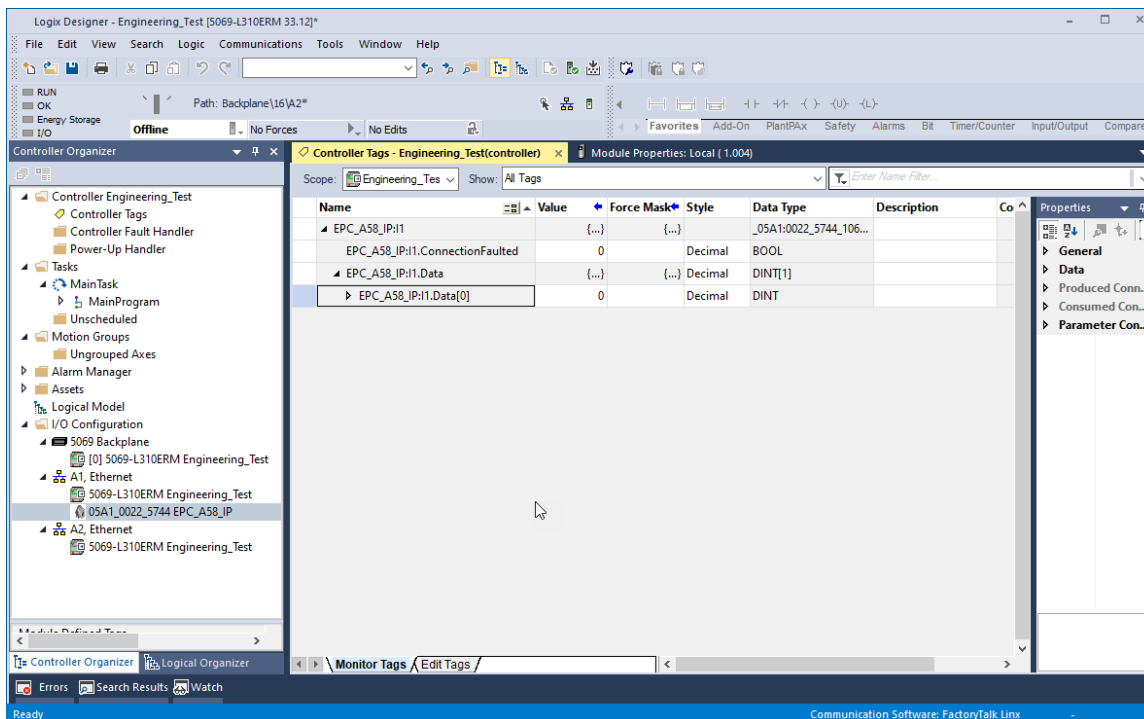 Logix Designer - Engineering_Test [5069-L310ERM 33.12]*
File Edit View Search Logic Communications Tools Window Help
RUN
OK
Energy Storage
I/O
Path: Backplane\16\A2*
Offline No Forces No Edits
Favorites Add-On PlantPAx Safety Alarms Bit Timer/Counter Input/Output Compare
Controller Organizer
Controller Engineering_Test
Controller Tags
Controller Fault Handler
Power-Up Handler
Tasks
MainTask
MainProgram
Unscheduled
Motion Groups
Ungrouped Axes
Alarm Manager
Assets
Logical Model
I/O Configuration
5069 Backplane
[0] 5069-L310ERM Engineering_Test
A1, Ethernet
5069-L310ERM Engineering_Test
05A1_0022_5744 EPC_A58_IP
A2, Ethernet
5069-L310ERM Engineering_Test
Controller Organizer Logical Organizer
Controller Tags - Engineering_Test(controller) Module Properties: Local (1.004)
Scope: Engineering_Tes Show: All Tags Enter Name Filter...
Name Value Force Mask Style Data Type Description Co
EPC_A58_IP:I1 {...} {...} _05A1:0022_5744_106...
EPC_A58_IP:I1.ConnectionFaulted 0 Decimal BOOL
EPC_A58_IP:I1.Data {...} {...} Decimal DINT[1]
EPC_A58_IP:I1.Data[0] 0 Decimal DINT
Monitor Tags Edit Tags
Properties
General
Data
Produced Conn...
Consumed Con...
Parameter Con...
Errors Search Results Watch
Ready Communication Software: FactoryTalk Linx